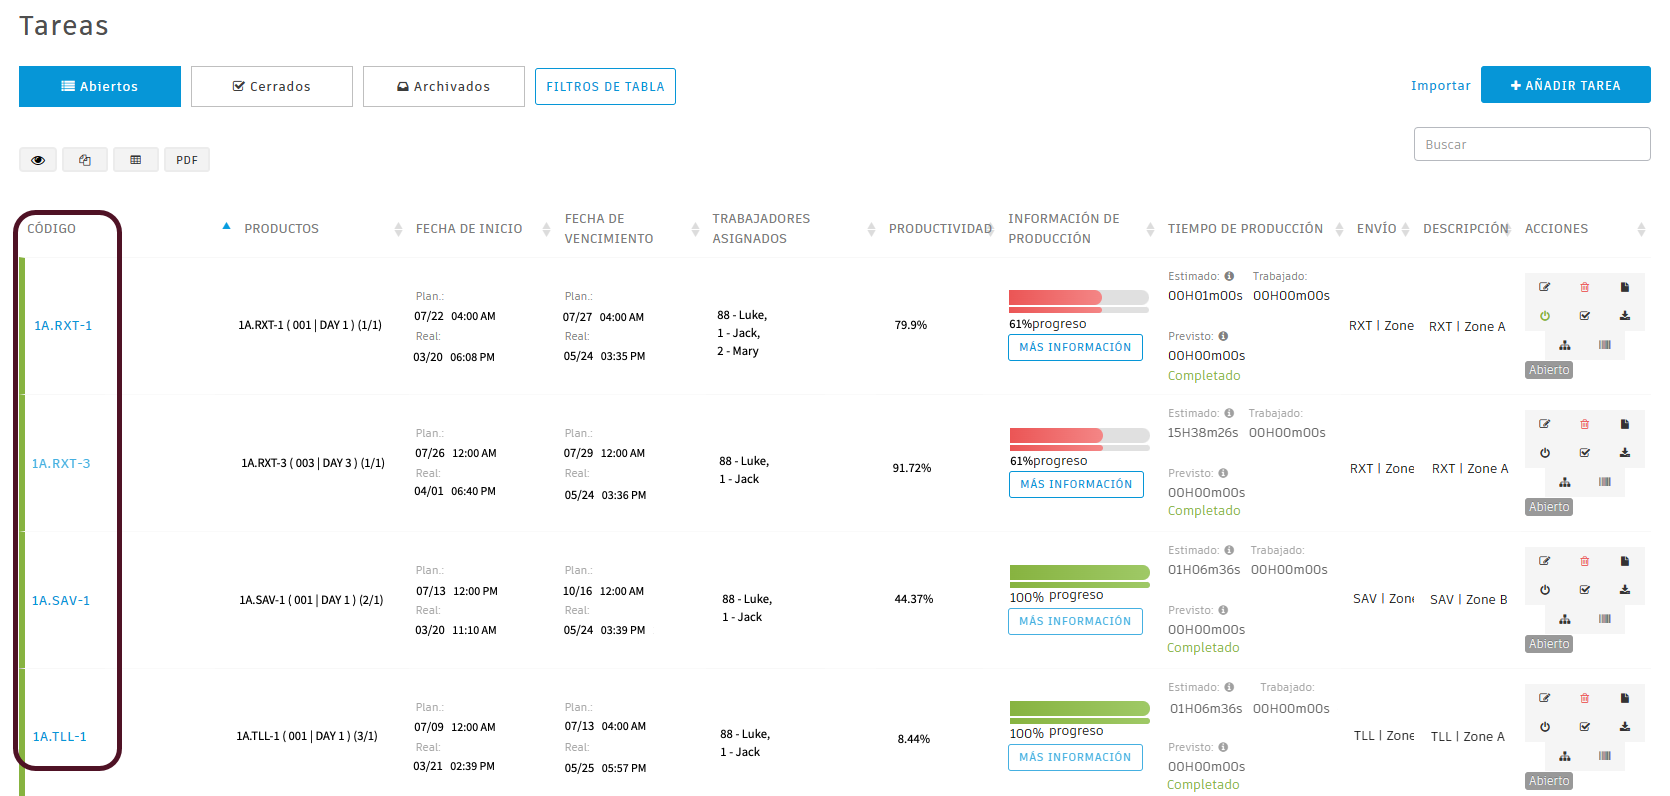 Tareas
Abiertos
Cerrados
Archivados
FILTROS DE TABLA
Importar
AÑADIR TAREA
Buscar
PDF
CÓDIGO
PRODUCTOS
FECHA DE INICIO
FECHA DE
VENCIMIENTO
TRABAJADORES
ASIGNADOS
PRODUCTIVIDAD
INFORMACIÓN DE
PRODUCCIÓN
TIEMPO DE PRODUCCIÓN
ENVÍO
DESCRIPCIÓN
ACCIONES
1A.RXT-1
1A.RXT-1 ( 001 | DAY 1 ) (1/1)
Plan.:
07/22 04:00 AM
Real:
03/20 06:08 PM
Plan.:
07/27 04:00 AM
Real:
05/24 03:35 PM
88 - Luke,
1 - Jack,
2 - Mary
79.9%
61%progreso
MÁS INFORMACIÓN
Estimado: Trabajado:
00H01m00s 00H00m00s
Previsto:
00H00m00s
Completado
RXT | Zone
RXT | Zone A
Abierto
1A.RXT-3
1A.RXT-3 ( 003 | DAY 3 ) (1/1)
Plan.:
07/26 12:00 AM
Real:
04/01 06:40 PM
Plan.:
07/29 12:00 AM
Real:
05/24 03:36 PM
88 - Luke,
1 - Jack
91.72%
61%progreso
MÁS INFORMACIÓN
Estimado: Trabajado:
15H38m26s 00H00m00s
Previsto:
00H00m00s
Completado
RXT | Zone
RXT | Zone A
Abierto
1A.SAV-1
1A.SAV-1 ( 001 | DAY 1 ) (2/1)
Plan.:
07/13 12:00 PM
Real:
03/20 11:10 AM
Plan.:
10/16 12:00 AM
Real:
05/24 03:39 PM
88 - Luke,
1 - Jack
44.37%
100% progreso
MÁS INFORMACIÓN
Estimado: Trabajado:
01H06m36s 00H00m00s
Previsto:
00H00m00s
Completado
SAV | Zone
SAV | Zone B
Abierto
1A.TLL-1
1A.TLL-1 ( 001 | DAY 1 ) (3/1)
Plan.:
07/09 12:00 AM
Real:
03/21 02:39 PM
Plan.:
07/13 04:00 AM
Real:
05/25 05:57 PM
88 - Luke,
1 - Jack
8.44%
100% progreso
MÁS INFORMACIÓN
Estimado: Trabajado:
01H06m36s 00H00m00s
Previsto:
00H00m00s
Completado
TLL | Zone
TLL | Zone A
Abierto